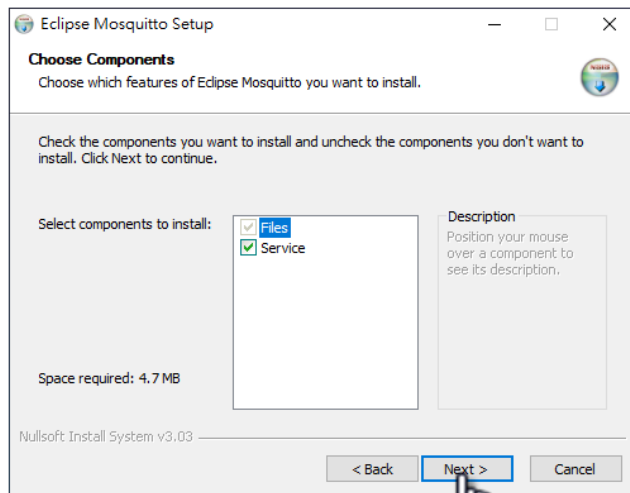 Eclipse Mosquitto Setup
Choose Components
Choose which features of Eclipse Mosquitto you want to install.
Check the components you want to install and uncheck the components you don't want to
install. Click Next to continue.
Select components to install:
Files
Service
Description
Position your mouse
over a component to
see its description.
Space required: 4.7 MB
Nullsoft Install System v3.03
< Back
Next >
Cancel